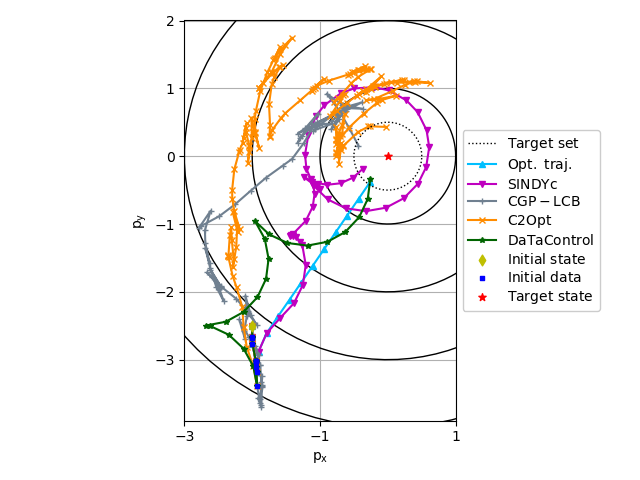 2
1
0
−1
−2
−3
−3
−1
1
p_y
p_x
Target set
Opt. traj.
SINDYc
CGP − LCB
C2Opt
DaTaControl
Initial state
Initial data
Target state